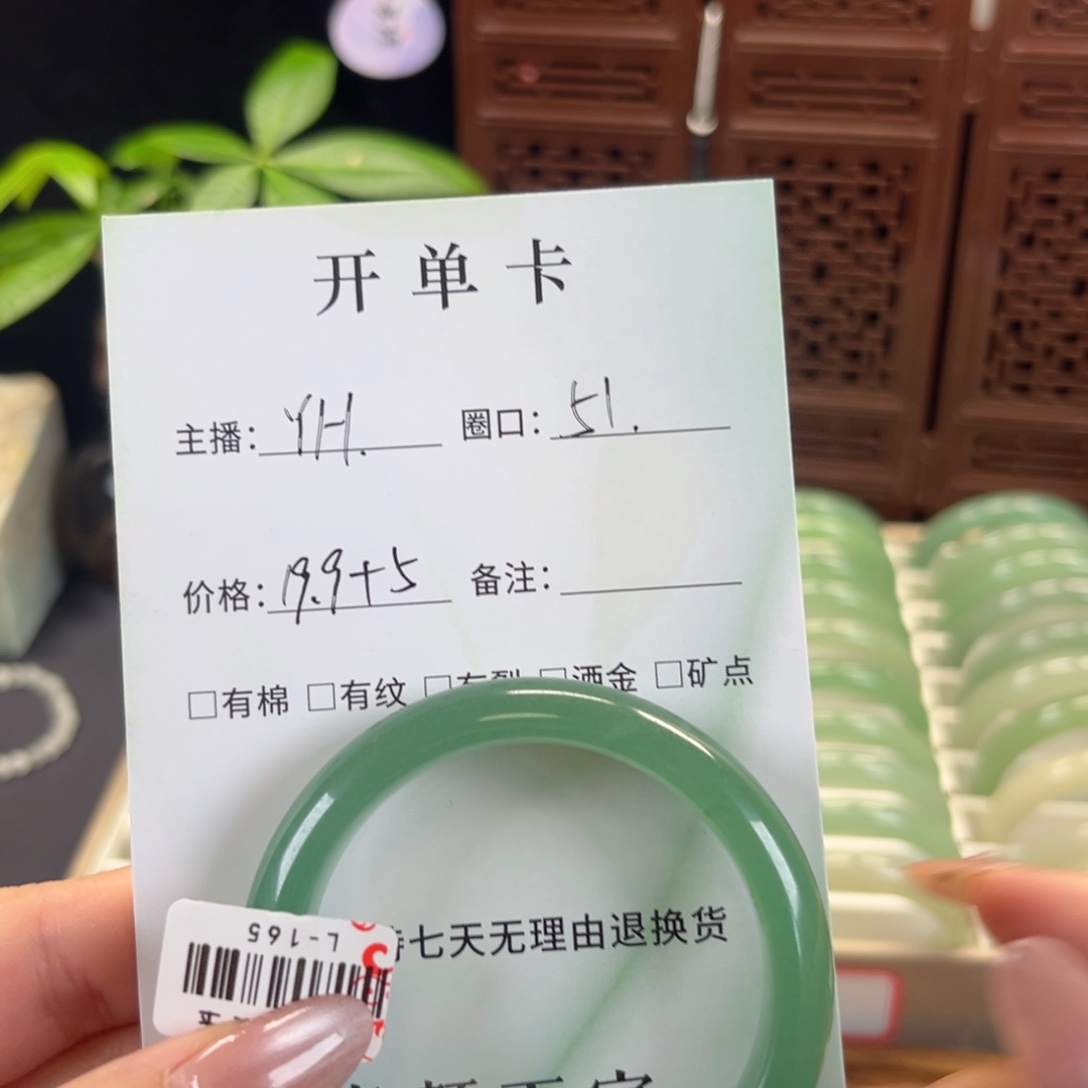 开单卡
主播：YH. 圈口：51.
价格：19.9+5 备注：
□有棉 □有纹 □有裂 □洒金 □矿点
持七天无理由退换货
L-165